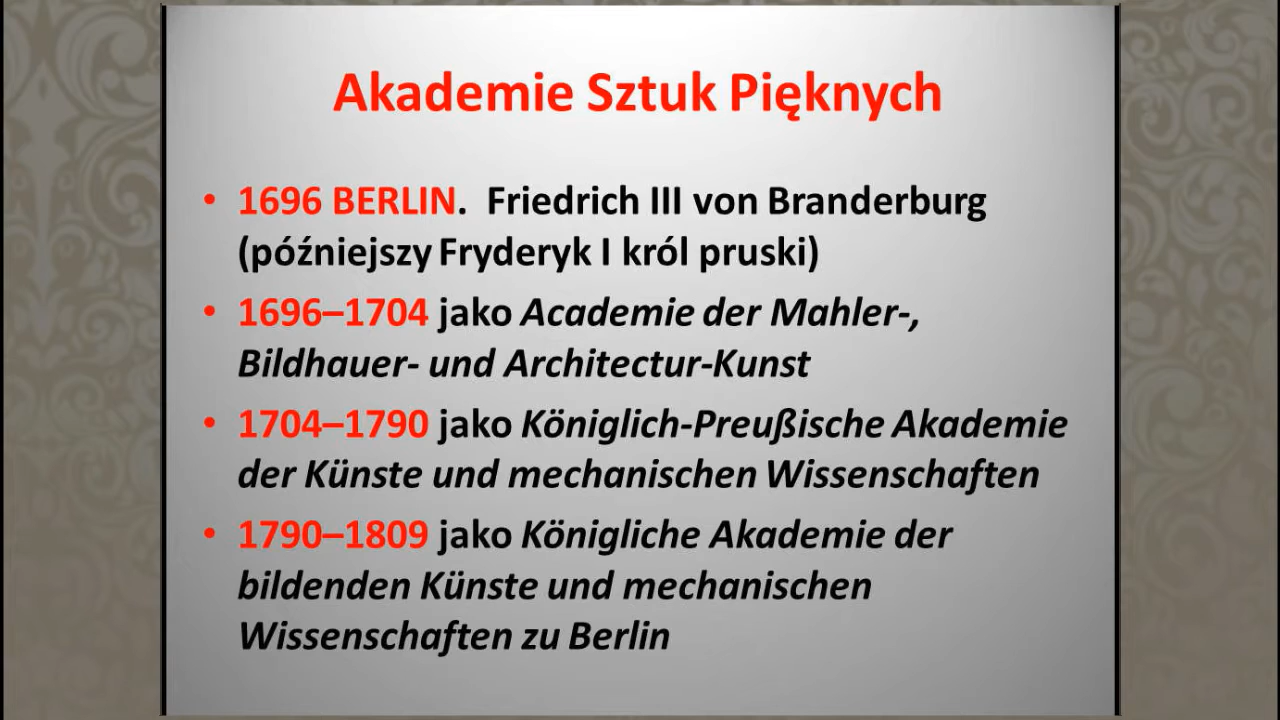 Akademie Sztuk Pięknych
• 1696 BERLIN. Friedrich III von Branderburg
(późniejszy Fryderyk I król pruski)
• 1696–1704 jako Academie der Mahler-,
Bildhauer- und Architectur-Kunst
• 1704–1790 jako Königlich-Preußische Akademie
der Künste und mechanischen Wissenschaften
• 1790–1809 jako Königliche Akademie der
bildenden Künste und mechanischen
Wissenschaften zu Berlin